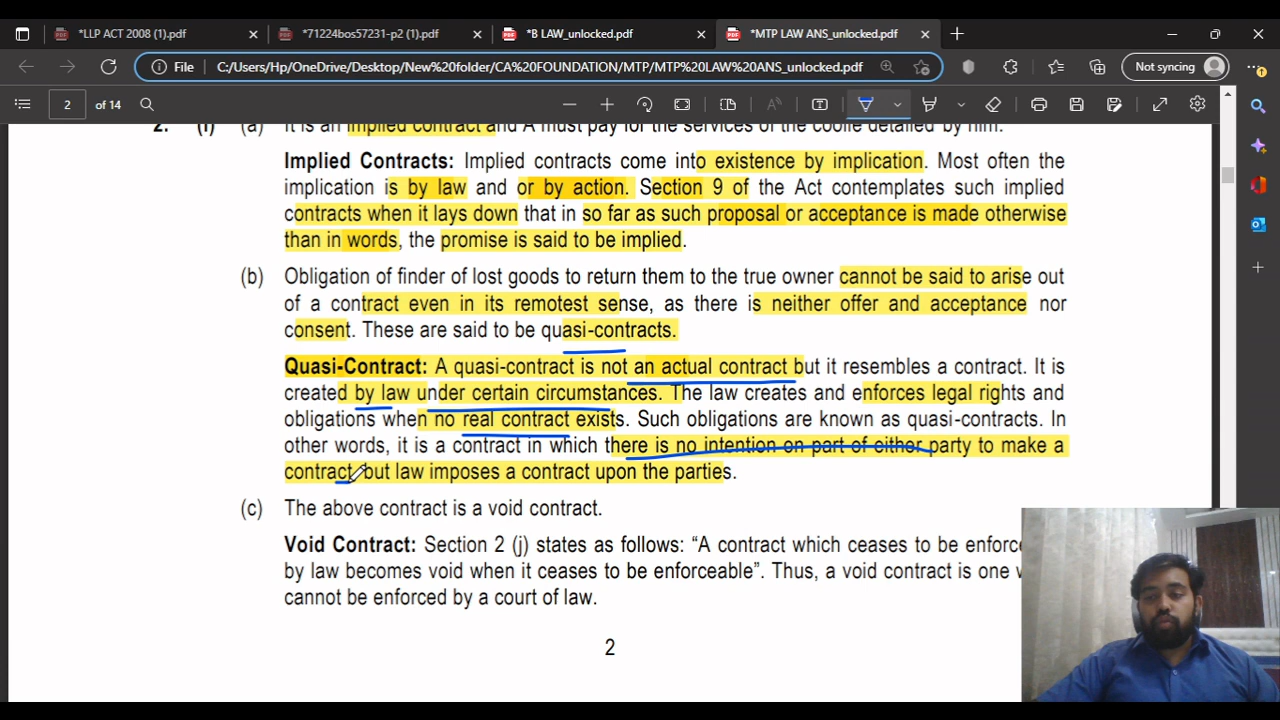 *LLP ACT 2008 (1).pdf
*71224bos57231-p2 (1).pdf
*B LAW_unlocked.pdf
*MTP LAW ANS_unlocked.pdf
File
C:/Users/Hp/OneDrive/Desktop/New%20folder/CA%20FOUNDATION/MTP/MTP%20LAW%20ANS_unlocked.pdf
Not syncing
2 of 14
2. (i) (a) It is an implied contract and A must pay for the services of the coolie detailed by him.
Implied Contracts: Implied contracts come into existence by implication. Most often the
implication is by law and or by action. Section 9 of the Act contemplates such implied
contracts when it lays down that in so far as such proposal or acceptance is made otherwise
than in words, the promise is said to be implied.
(b) Obligation of finder of lost goods to return them to the true owner cannot be said to arise out
of a contract even in its remotest sense, as there is neither offer and acceptance nor
consent. These are said to be quasi-contracts.
Quasi-Contract: A quasi-contract is not an actual contract but it resembles a contract. It is
created by law under certain circumstances. The law creates and enforces legal rights and
obligations when no real contract exists. Such obligations are known as quasi-contracts. In
other words, it is a contract in which there is no intention on part of either party to make a
contract but law imposes a contract upon the parties.
(c) The above contract is a void contract.
Void Contract: Section 2 (j) states as follows: “A contract which ceases to be enforc
by law becomes void when it ceases to be enforceable”. Thus, a void contract is one
cannot be enforced by a court of law.
2